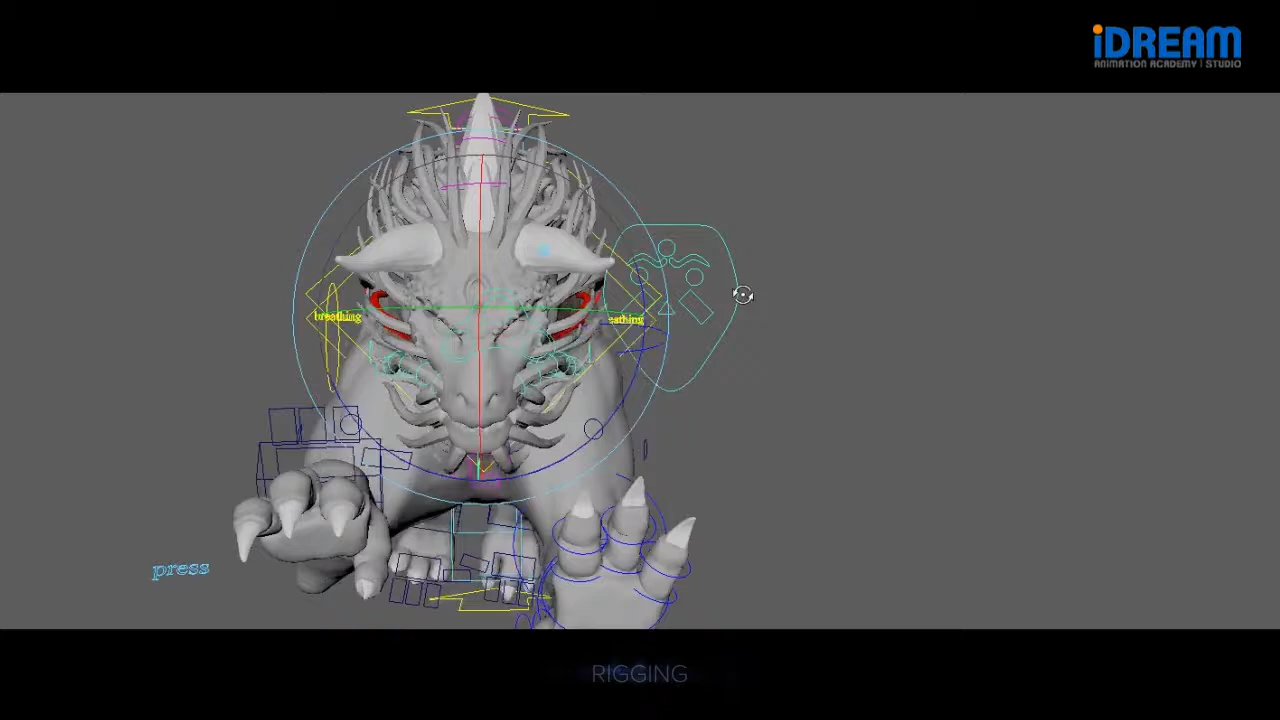 iDREAM
ANIMATION ACADEMY | STUDIO
breathing
eathing
press
RIGGING